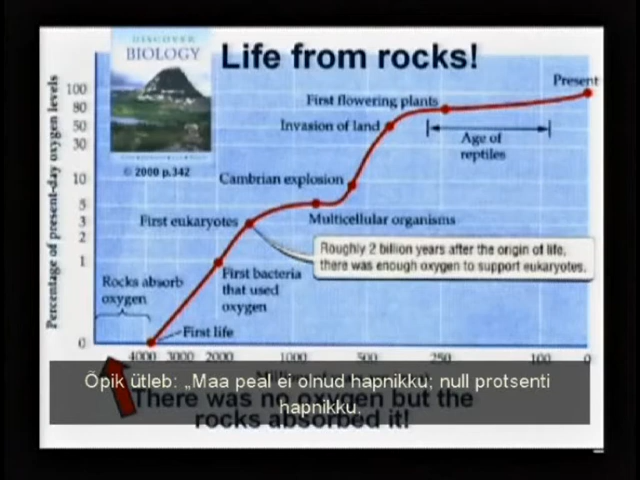 DISCOVER
BIOLOGY
Life from rocks!
© 2000 p.342
Percentage of present-day oxygen levels
100
80
50
30
10
5
3
2
1
0
Present
First flowering plants
Invasion of land
Age of
reptiles
Cambrian explosion
First eukaryotes
Multicellular organisms
Roughly 2 billion years after the origin of life,
there was enough oxygen to support eukaryotes.
Rocks absorb
oxygen
First bacteria
that used
oxygen
First life
4000 3000 2000 1000 500 250 100 0
Õpik ütleb: „Maa peal ei olnud hapnikku; null protsenti
hapnikku.
There was no oxygen but the
rocks absorbed it!